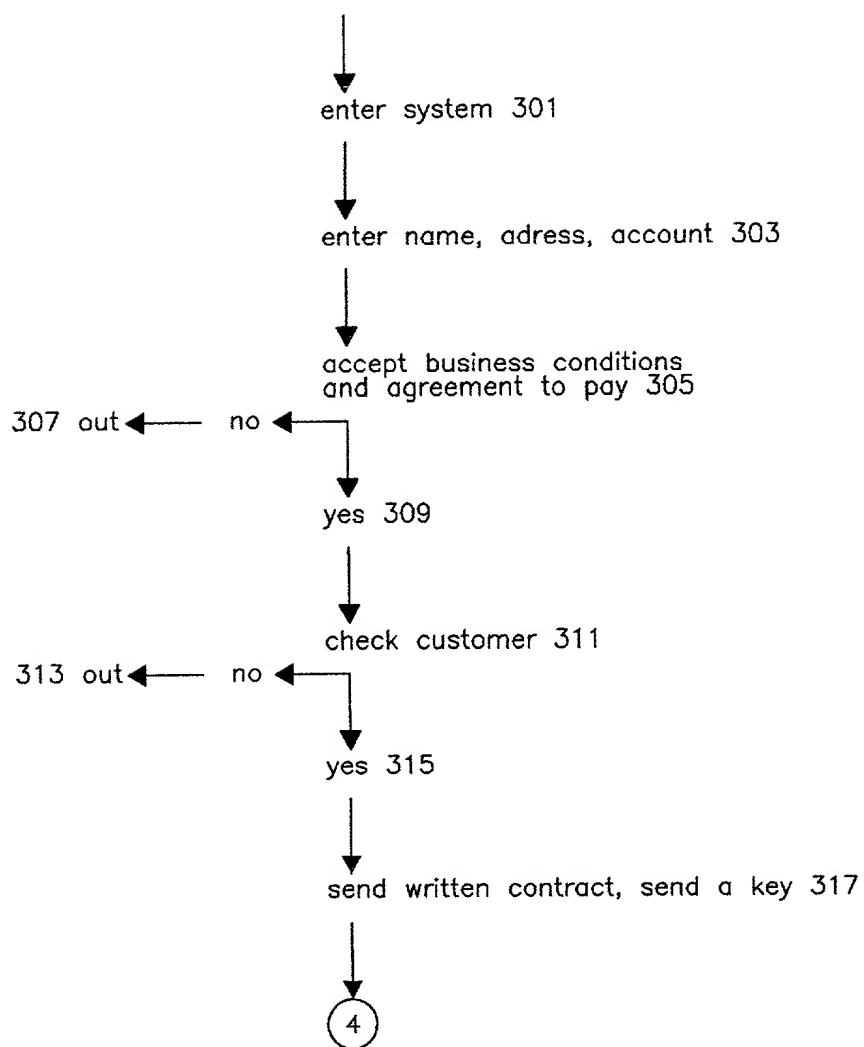 enter system 301
enter name, adress, account 303
accept business conditions
and agreement to pay 305
307 out no
yes 309
check customer 311
313 out no
yes 315
send written contract, send a key 317
4